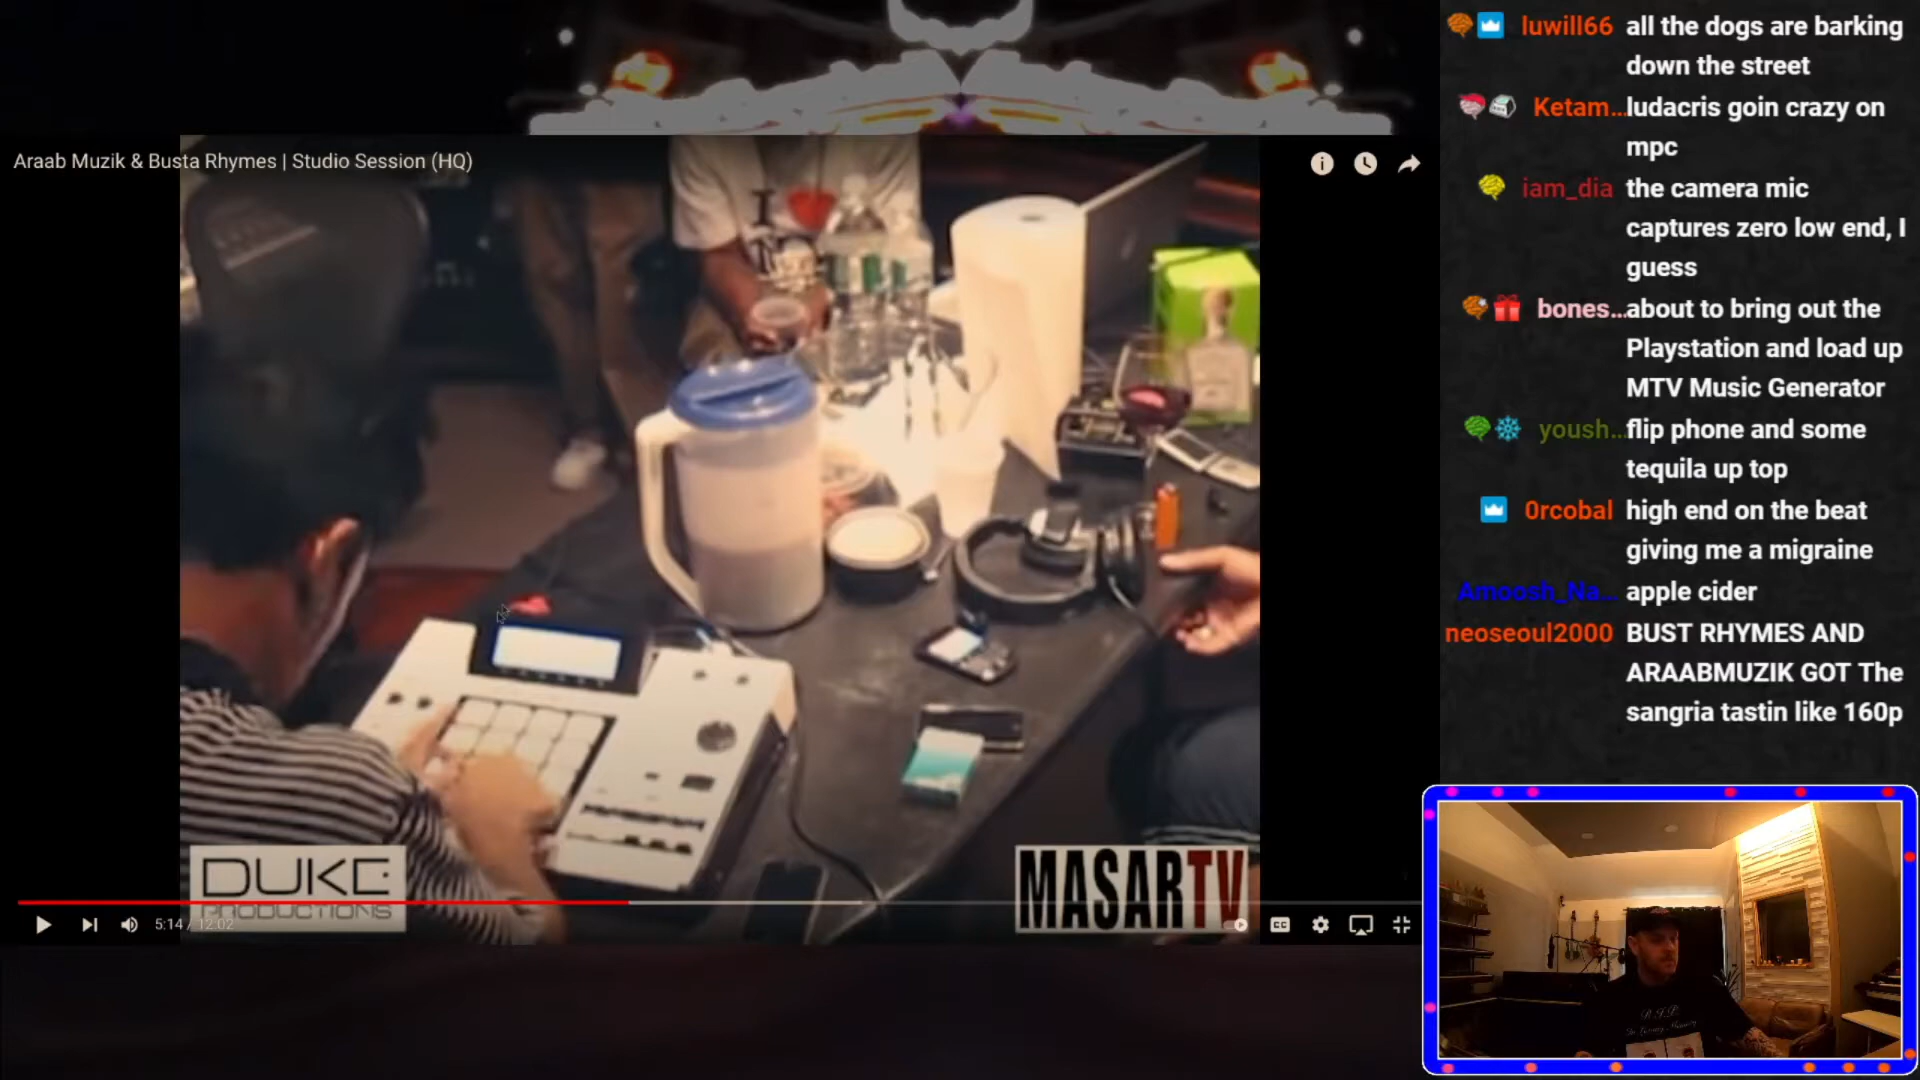 Araab Muzik & Busta Rhymes | Studio Session (HQ)
I
DUKE
PRODUCTIONS
MASARTV
5:14 / 12:02
CC
luwill66 all the dogs are barking
down the street
Ketam... ludacris goin crazy on
mpc
iam_dia the camera mic
captures zero low end, I
guess
bones... about to bring out the
Playstation and load up
MTV Music Generator
yoush... flip phone and some
tequila up top
0rcobal high end on the beat
giving me a migraine
Amoosh_Na... apple cider
neoseoul2000 BUST RHYMES AND
ARAABMUZIK GOT The
sangria tastin like 160p